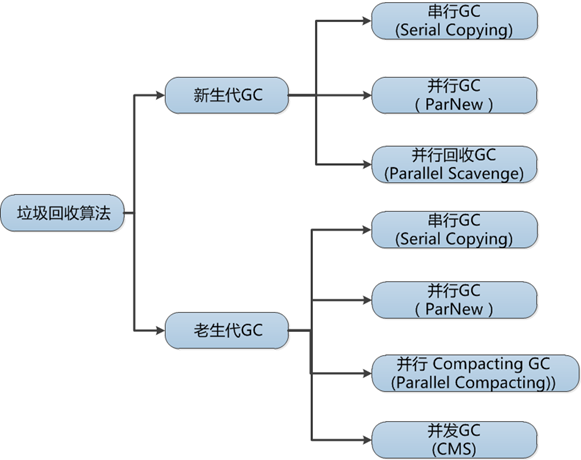 垃圾回收算法
新生代GC
串行GC
(Serial Copying)
并行GC
( ParNew )
并行回收GC
(Parallel Scavenge)
老生代GC
串行GC
(Serial Copying)
并行GC
( ParNew )
并行 Compacting GC
(Parallel Compacting))
并发GC
(CMS)